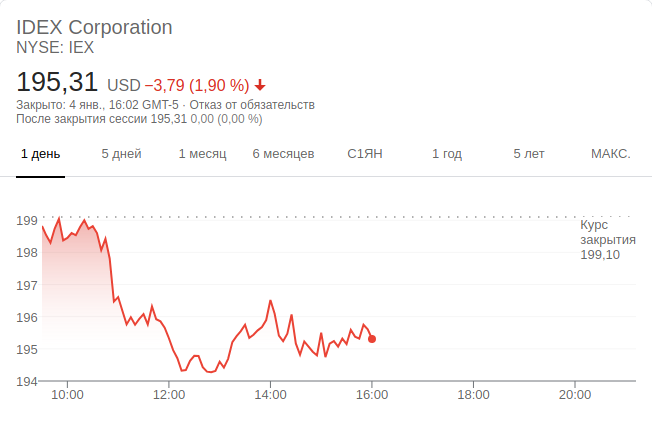 IDEX Corporation
NYSE: IEX
195,31 USD −3,79 (1,90 %)
Закрыто: 4 янв., 16:02 GMT-5 · Отказ от обязательств
После закрытия сессии 195,31 0,00 (0,00 %)
1 день 5 дней 1 месяц 6 месяцев С1ЯН 1 год 5 лет МАКС.
199
Курс
закрытия
199,10
198
197
196
195
194
10:00 12:00 14:00 16:00 18:00 20:00